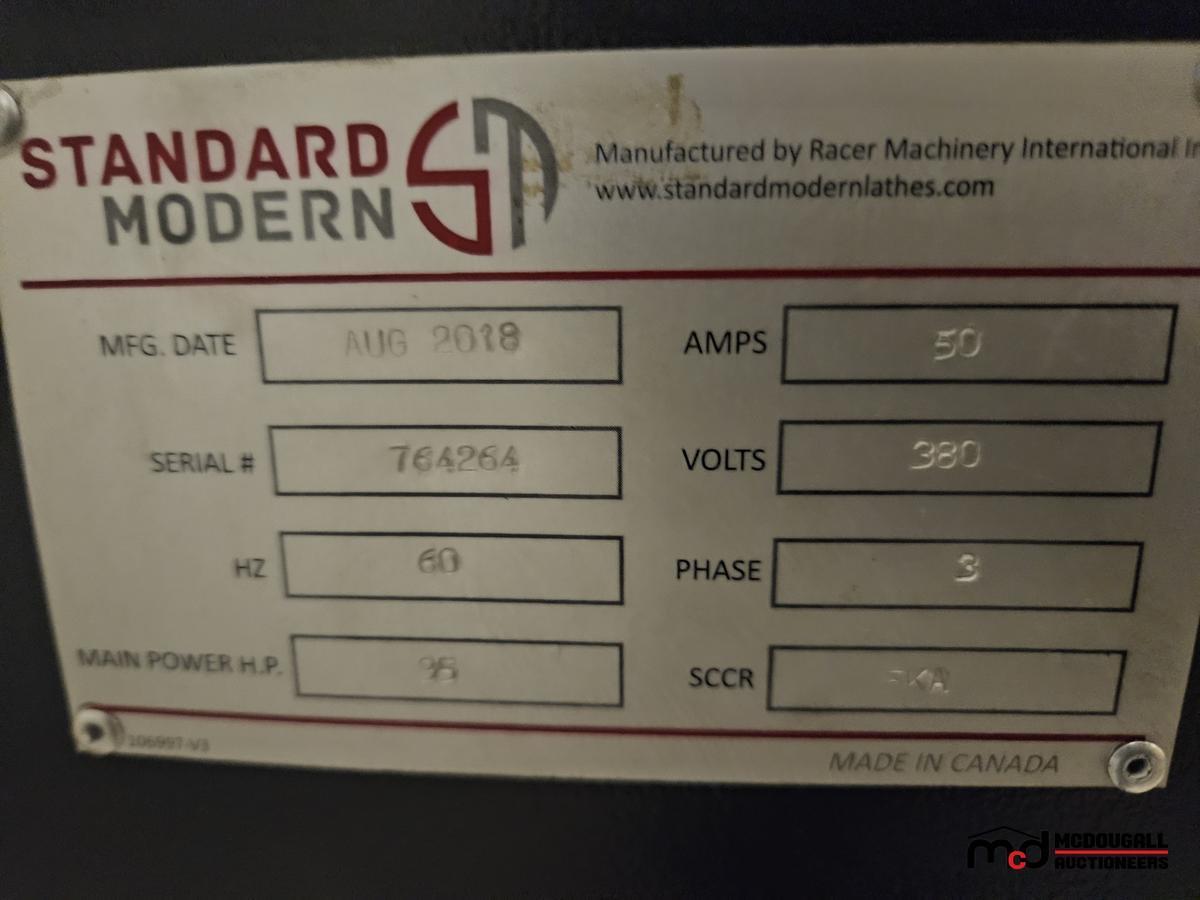 STANDARD
MODERN
Manufactured by Racer Machinery International
www.standardmodernlathes.com
MFG. DATE AUG 2018 AMPS 50
SERIAL # 764264 VOLTS 380
HZ 60 PHASE 3
MAIN POWER H.P. SCCR
106997-V3
MADE IN CANADA
mcd MCDOUGALL
AUCTIONEERS